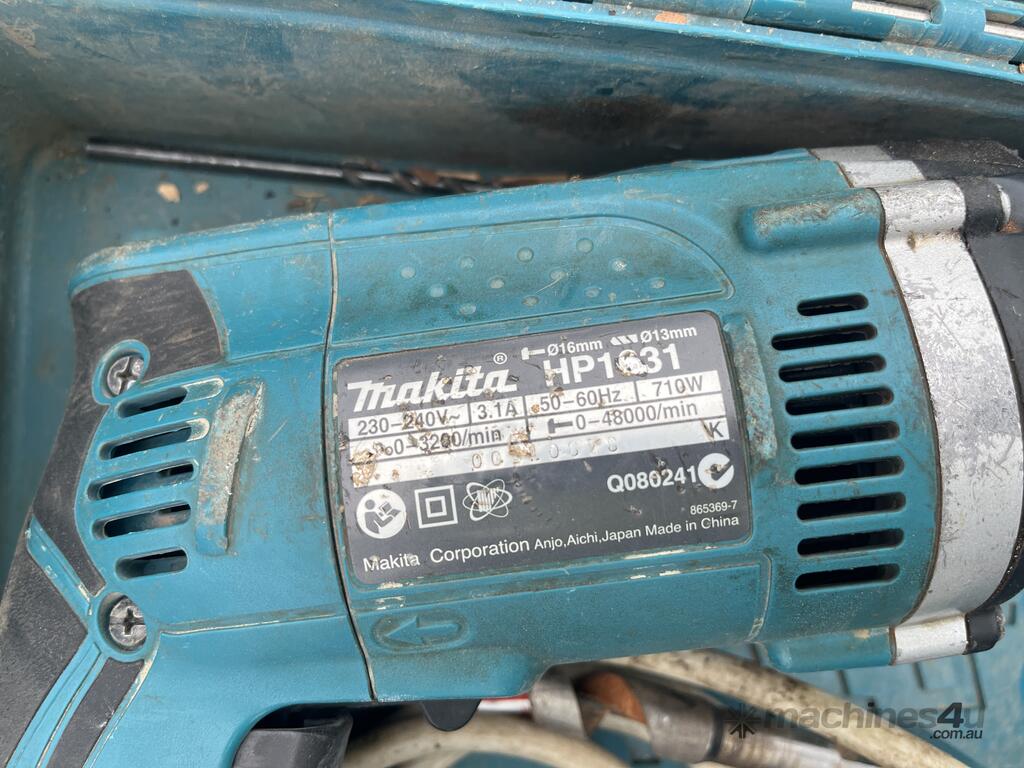 Ø16mm Ø13mm
makita® HP1631
230-240V~ 3.1A 50-60Hz 710W
0-3200/min 0-48000/min
K
Q080241
865369-7
Makita Corporation Anjo,Aichi,Japan Made in China
machines4u
.com.au